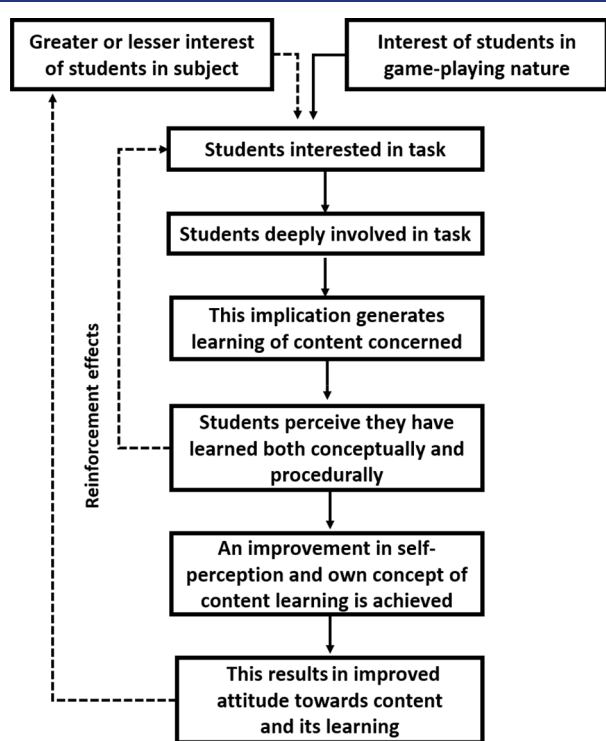 Greater or lesser interest
of students in subject
Interest of students in
game-playing nature
Students interested in task
Students deeply involved in task
This implication generates
learning of content concerned
Students perceive they have
learned both conceptually and
procedurally
Reinforcement effects
An improvement in self-
perception and own concept of
content learning is achieved
This results in improved
attitude towards content
and its learning